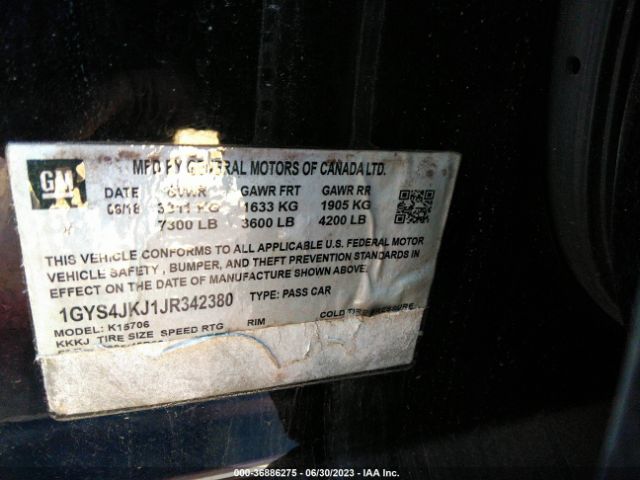 GM
MFD BY GENERAL MOTORS OF CANADA LTD.
DATE GVWR GAWR FRT GAWR RR
1633 KG 1905 KG
7300 LB 3600 LB 4200 LB
THIS VEHICLE CONFORMS TO ALL APPLICABLE U.S. FEDERAL MOTOR
VEHICLE SAFETY , BUMPER, AND THEFT PREVENTION STANDARDS IN
EFFECT ON THE DATE OF MANUFACTURE SHOWN ABOVE.
1GYS4JKJ1JR342380 TYPE: PASS CAR
MODEL: K15706
KKKJ TIRE SIZE SPEED RTG RIM COLD TIRE PRESSURE
000-36886275 - 06/30/2023 - IAA Inc.